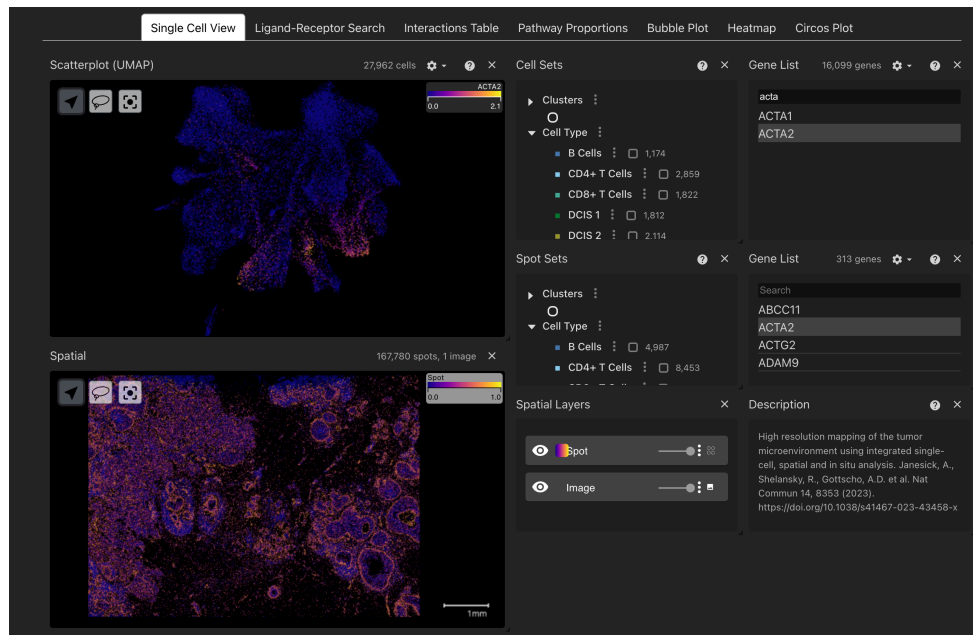 Single Cell View Ligand-Receptor Search Interactions Table Pathway Proportions Bubble Plot Heatmap Circos Plot
Scatterplot (UMAP) 27,962 cells
ACTA2
0.0 2.1
Cell Sets
Clusters
Cell Type
B Cells 1,174
CD4+ T Cells 2,859
CD8+ T Cells 1,822
DCIS 1 1,812
DCIS 2 2,114
Gene List 16,099 genes
acta
ACTA1
ACTA2
Spot Sets
Clusters
Cell Type
B Cells 4,987
CD4+ T Cells 8,453
Gene List 313 genes
Search
ABCC11
ACTA2
ACTG2
ADAM9
Spatial 167,780 spots, 1 image
Spot
0.0 1.0
1mm
Spatial Layers
Spot
Image
Description
High resolution mapping of the tumor
microenvironment using integrated single-
cell, spatial and in situ analysis. Janesick, A.,
Shelansky, R., Gottscho, A.D. et al. Nat
Commun 14, 8353 (2023).
https://doi.org/10.1038/s41467-023-43458-x